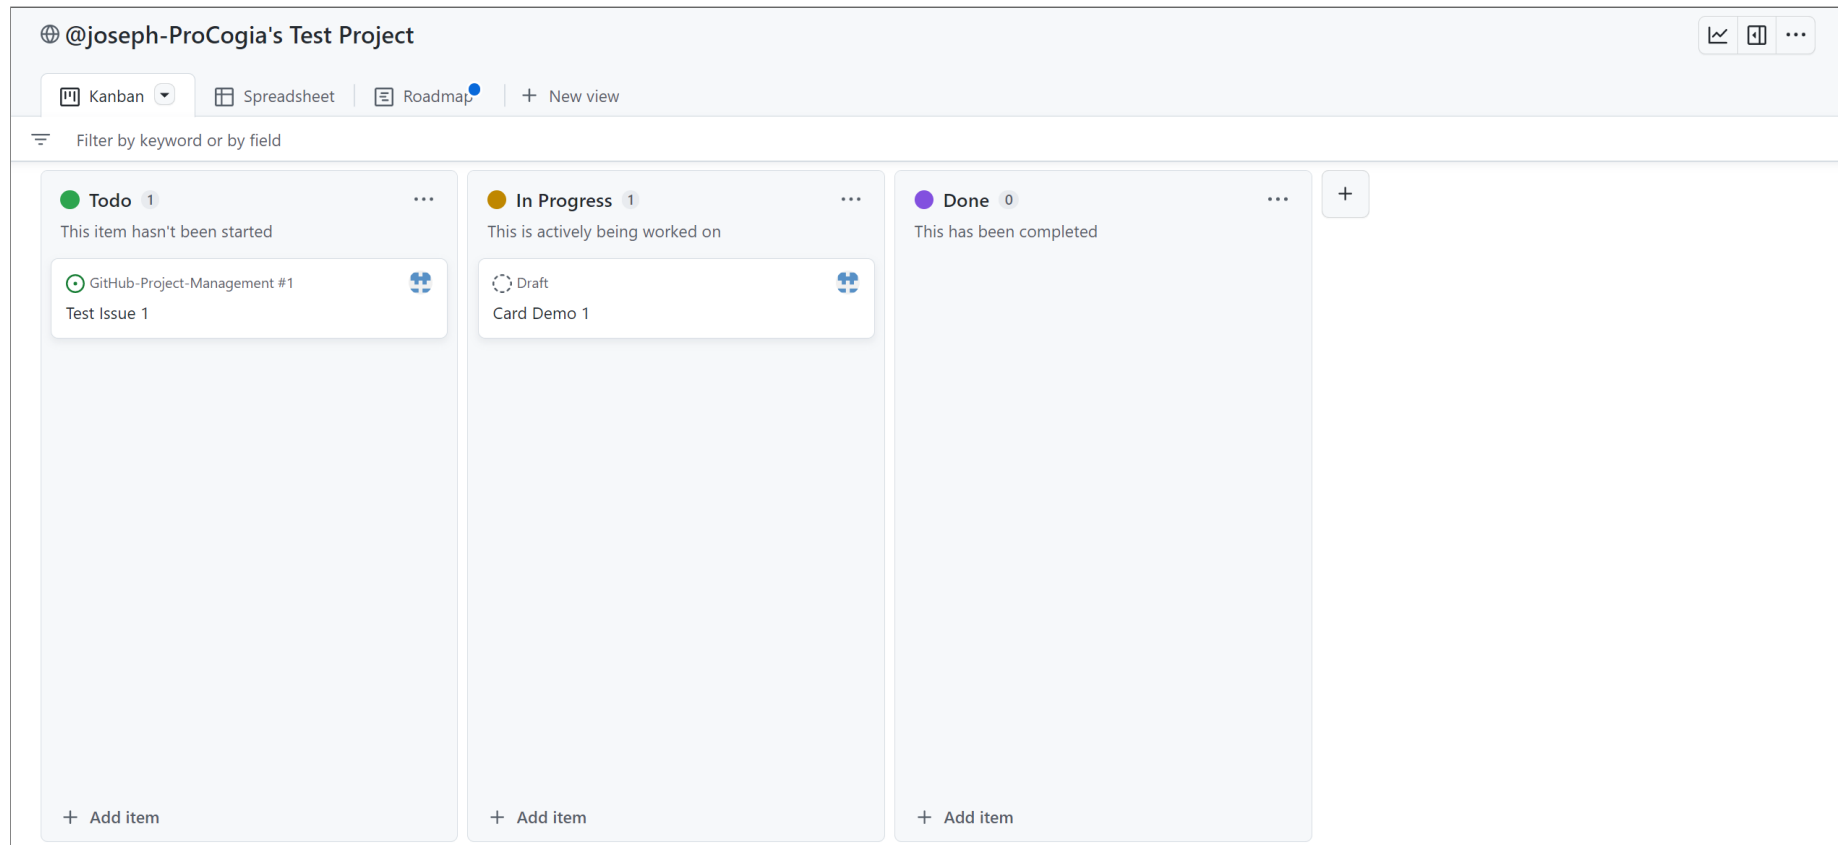 @joseph-ProCogia's Test Project
Kanban
Spreadsheet
Roadmap
New view
Filter by keyword or by field
Todo 1
This item hasn't been started
GitHub-Project-Management #1
Test Issue 1
Add item
In Progress 1
This is actively being worked on
Draft
Card Demo 1
Add item
Done 0
This has been completed
Add item